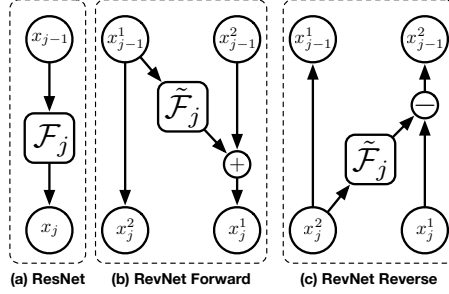 x_{j-1}
F_j
x_j
(a) ResNet
x^1_{j-1} x^2_{j-1}
F̃_j
+
x^2_j x^1_j
(b) RevNet Forward
x^1_{j-1} x^2_{j-1}
−
F̃_j
x^2_j x^1_j
(c) RevNet Reverse